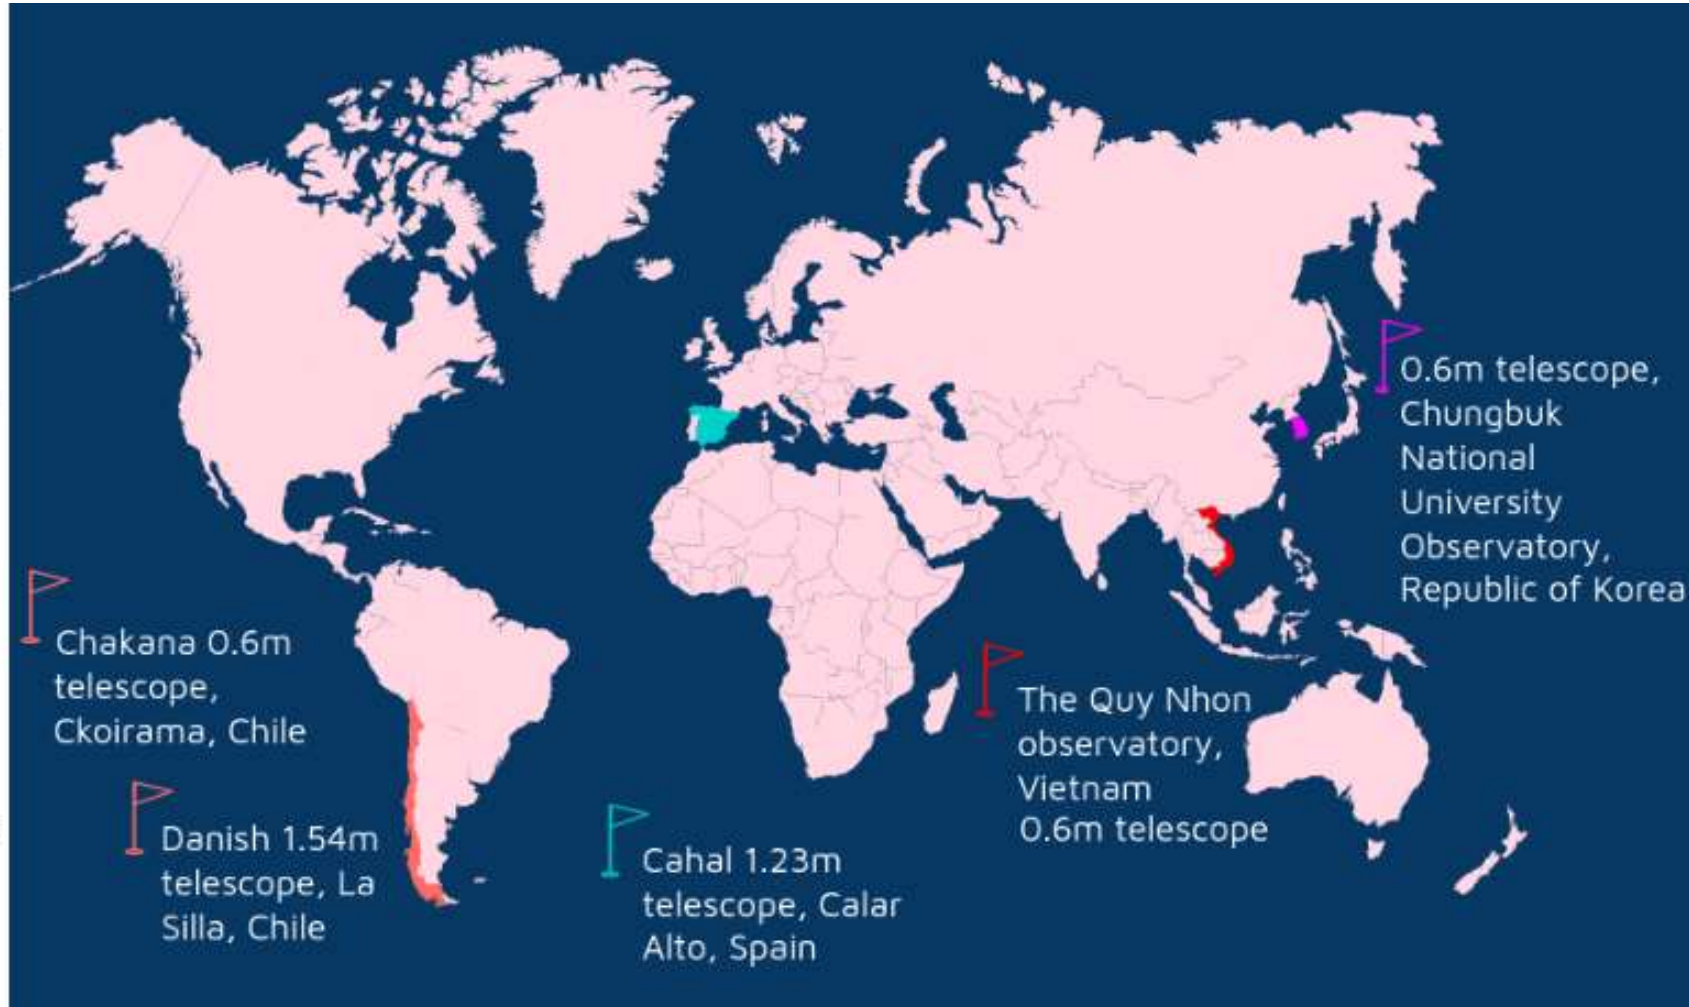 0.6m telescope,
Chungbuk
National
University
Observatory,
Republic of Korea
Chakana 0.6m
telescope,
Ckoirama, Chile
The Quy Nhon
observatory,
Vietnam
0.6m telescope
Danish 1.54m
telescope, La
Silla, Chile
Cahal 1.23m
telescope, Calar
Alto, Spain